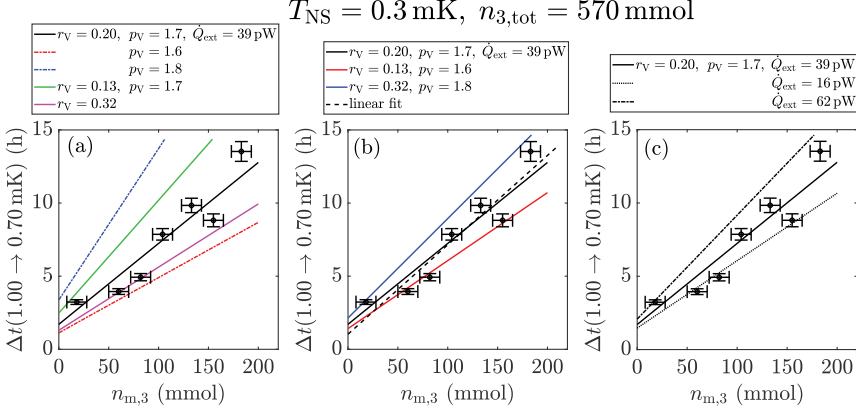 T_NS = 0.3 mK, n_3,tot = 570 mmol
r_V = 0.20, p_V = 1.7, Q̇_ext = 39 pW
p_V = 1.6
p_V = 1.8
r_V = 0.13, p_V = 1.7
r_V = 0.32
r_V = 0.20, p_V = 1.7, Q̇_ext = 39 pW
r_V = 0.13, p_V = 1.6
r_V = 0.32, p_V = 1.8
linear fit
r_V = 0.20, p_V = 1.7, Q̇_ext = 39 pW
Q̇_ext = 16 pW
Q̇_ext = 62 pW
(a)
Δt(1.00 → 0.70 mK) (h)
15
10
5
0
0 50 100 150 200
n_m,3 (mmol)
(b)
Δt(1.00 → 0.70 mK) (h)
15
10
5
0
0 50 100 150 200
n_m,3 (mmol)
(c)
Δt(1.00 → 0.70 mK) (h)
15
10
5
0
0 50 100 150 200
n_m,3 (mmol)